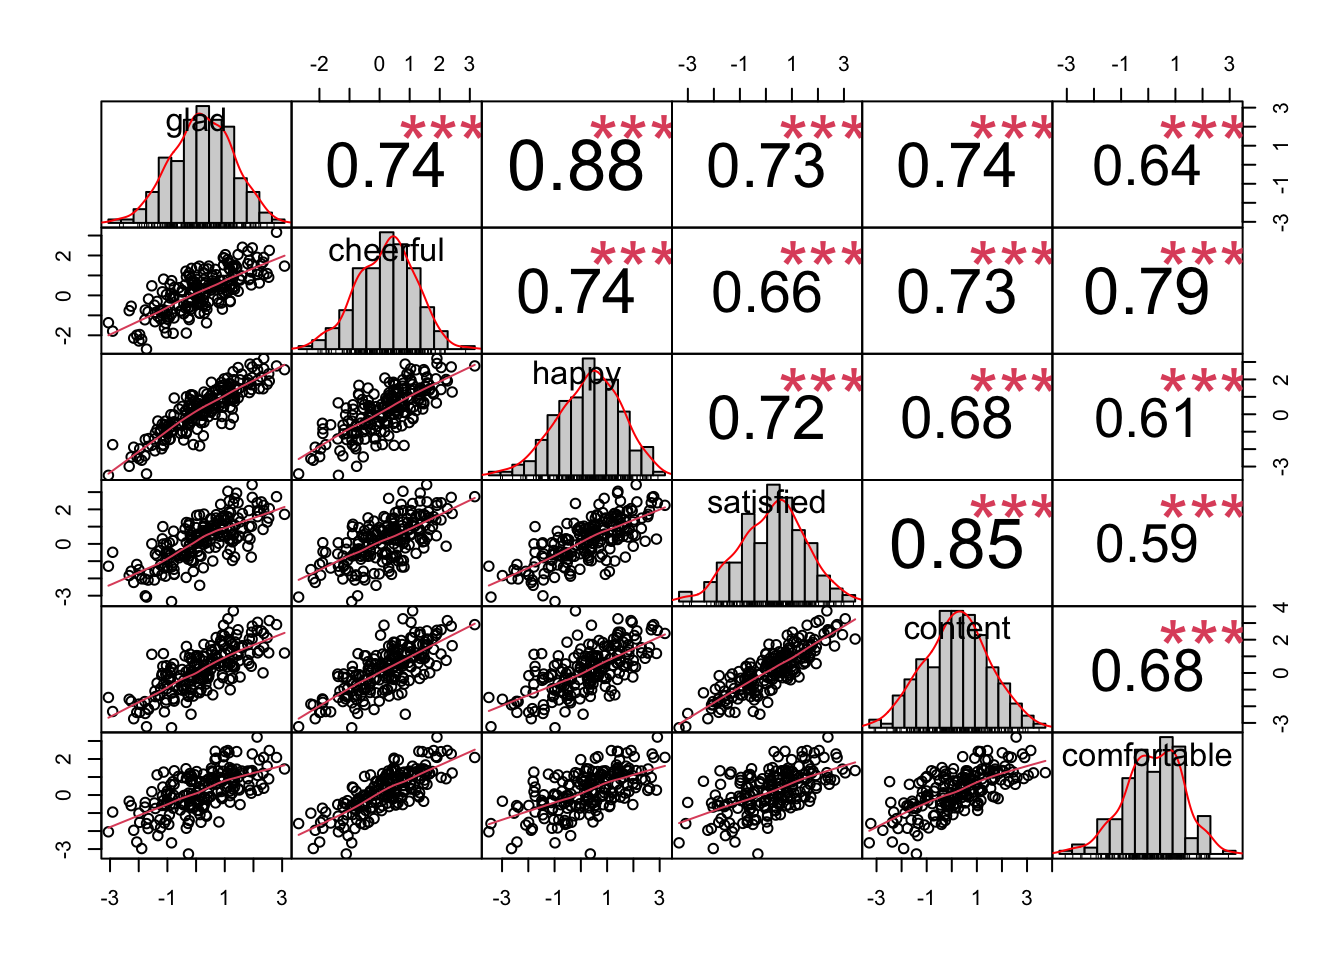 -2 0 1 2 3 -3 -1 1 3 -3 -1 1 3
glad 0.74 *** 0.88 *** 0.73 *** 0.74 *** 0.64 *** 3 1 -1 -3
2 0 -2 cheerful 0.74 *** 0.66 *** 0.73 *** 0.79 ***
happy 0.72 *** 0.68 *** 0.61 *** 2 0 -3
2 0 -3 satisfied 0.85 *** 0.59 ***
content 0.68 *** 4 2 0 -3
2 0 -3 comfortable
-3 -1 1 3 -3 -1 1 3 -3 -1 1 3